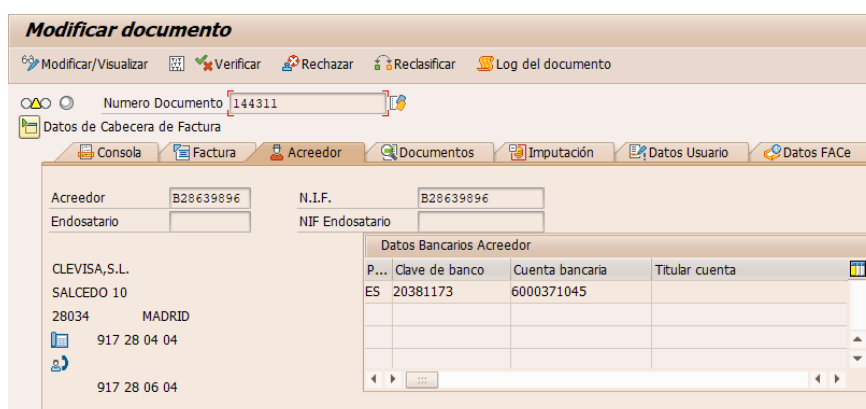 Modificar documento
Modificar/Visualizar Verificar Rechazar Reclasificar Log del documento
Numero Documento 144311
Datos de Cabecera de Factura
Consola Factura Acreedor Documentos Imputación Datos Usuario Datos FACe
Acreedor B28639896 N.I.F. B28639896
Endosatario NIF Endosatario
Datos Bancarios Acreedor
CLEVISA,S.L. P... Clave de banco Cuenta bancaria Titular cuenta
SALCEDO 10 ES 20381173 6000371045
28034 MADRID
917 28 04 04
917 28 06 04